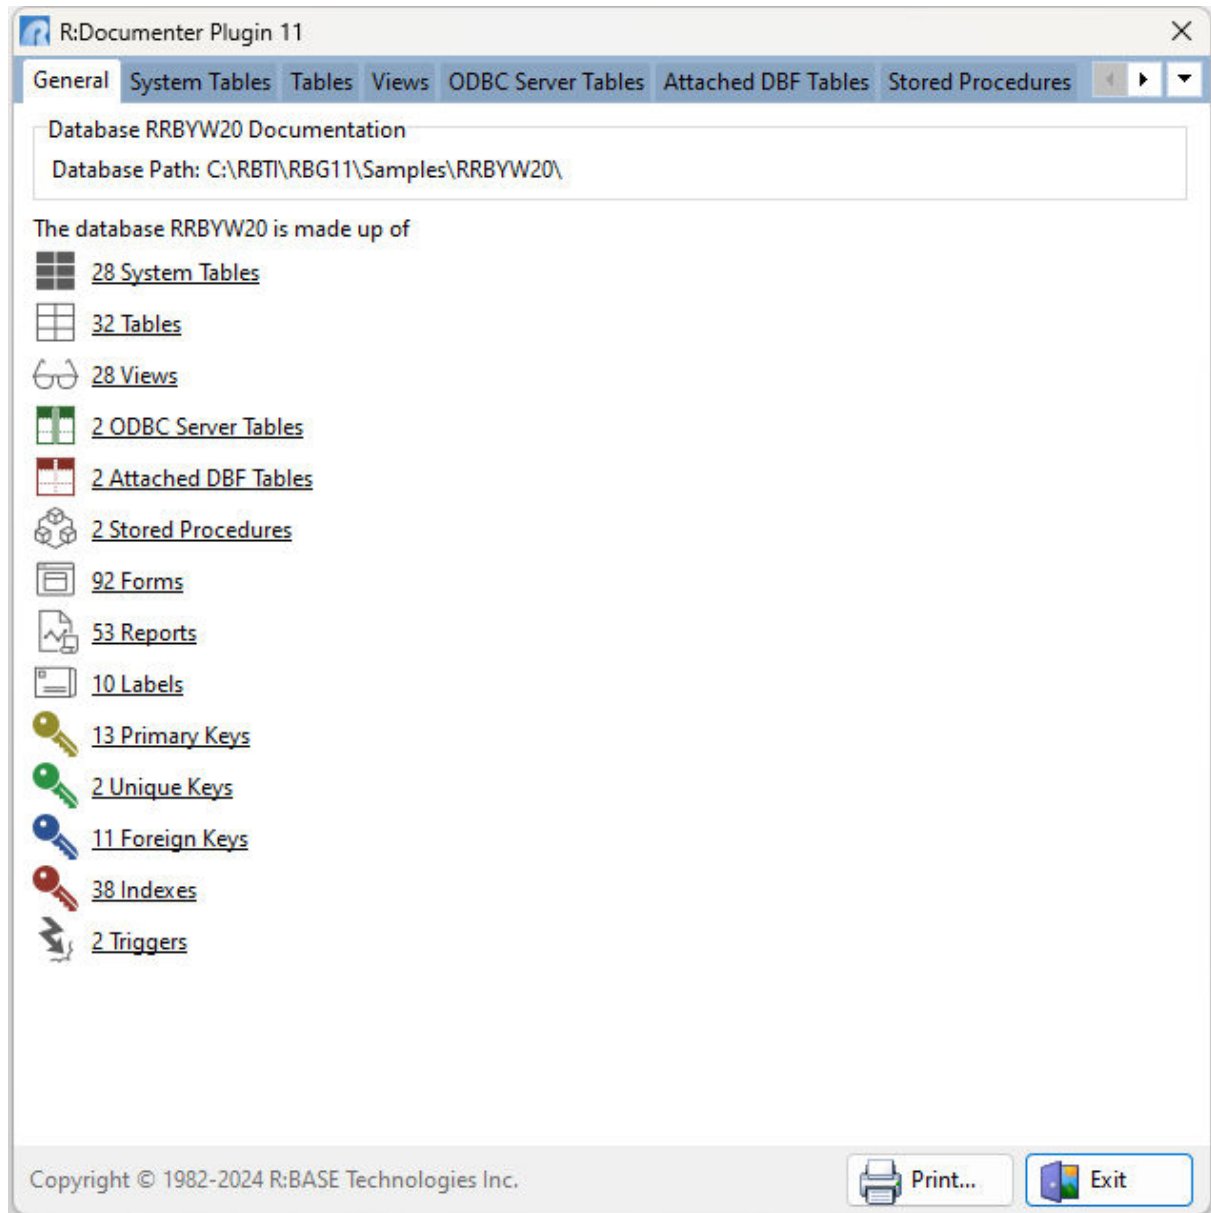 R:Documenter Plugin 11
General System Tables Tables Views ODBC Server Tables Attached DBF Tables Stored Procedures
Database RRBYW20 Documentation
Database Path: C:\RBTI\RBG11\Samples\RRBYW20\
The database RRBYW20 is made up of
28 System Tables
32 Tables
28 Views
2 ODBC Server Tables
2 Attached DBF Tables
2 Stored Procedures
92 Forms
53 Reports
10 Labels
13 Primary Keys
2 Unique Keys
11 Foreign Keys
38 Indexes
2 Triggers
Copyright © 1982-2024 R:BASE Technologies Inc. Print... Exit